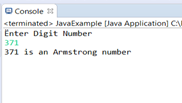 Console
<terminated> JavaExample [Java Application] C:\
Enter Digit Number
371
371 is an Armstrong number